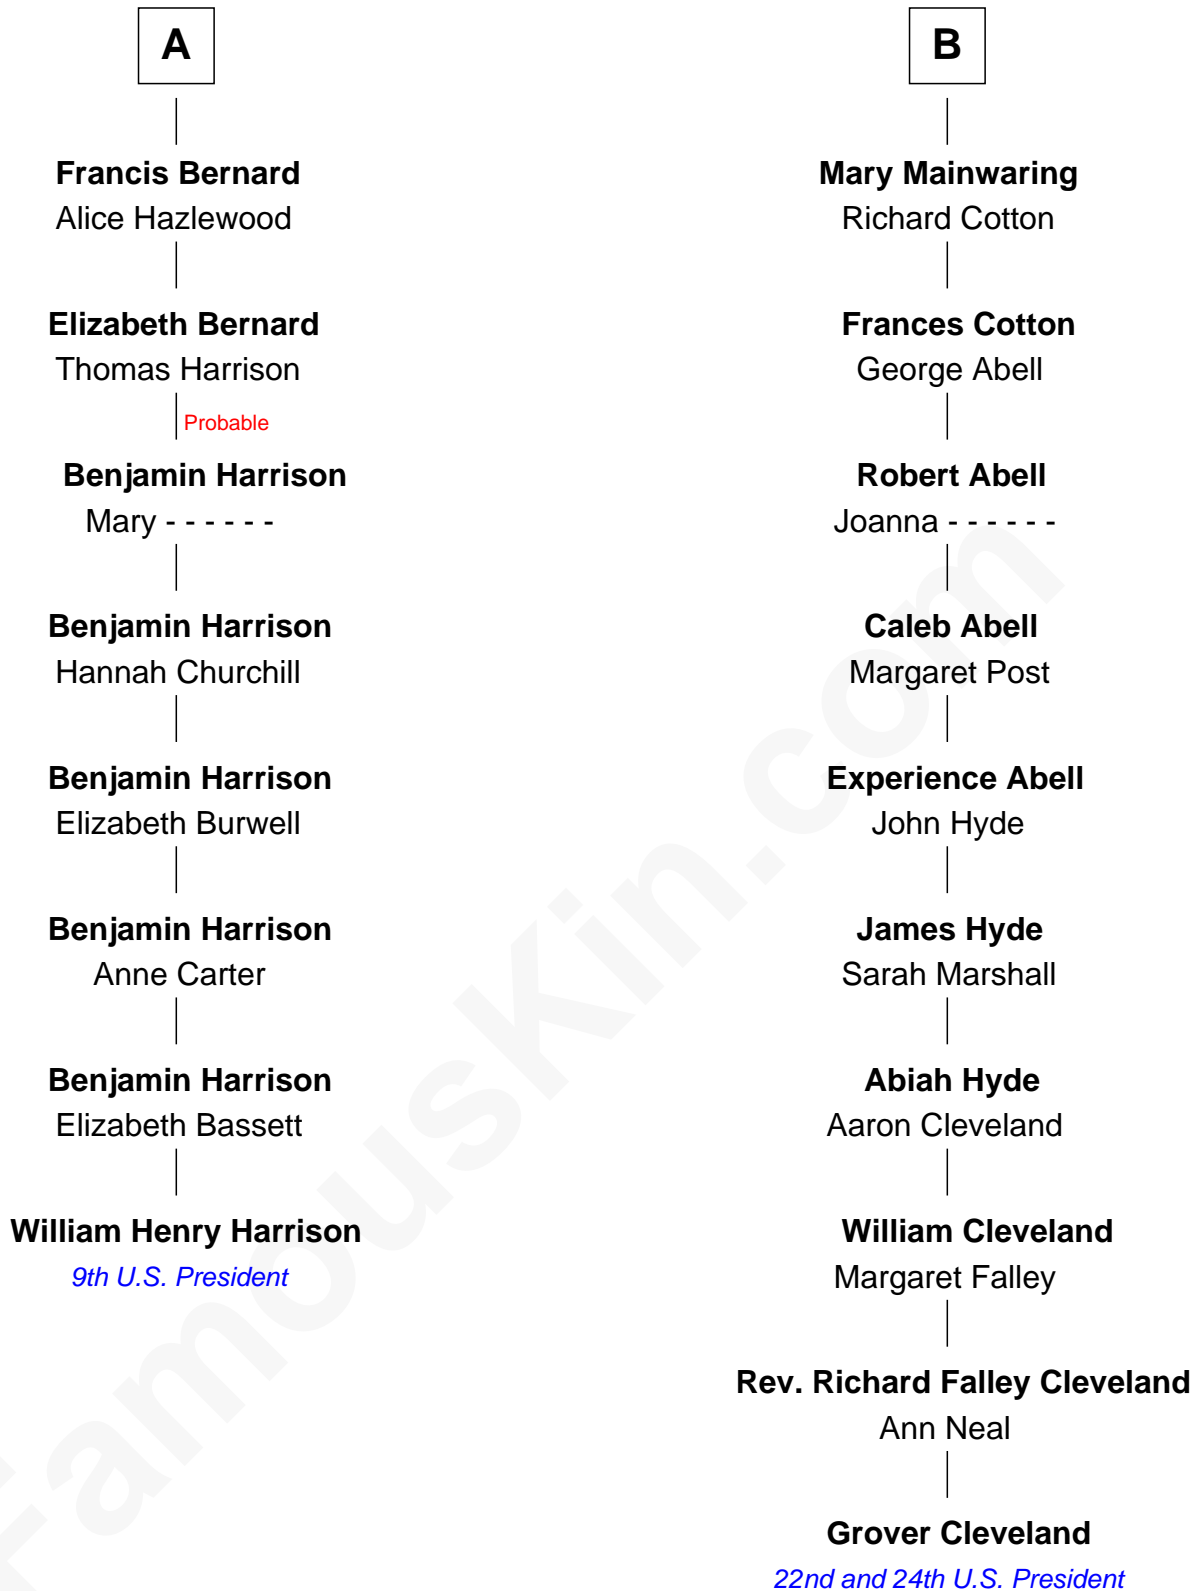 A
Francis Bernard
Alice Hazlewood
Elizabeth Bernard
Thomas Harrison
Probable
Benjamin Harrison
Mary - - - - - -
Benjamin Harrison
Hannah Churchill
Benjamin Harrison
Elizabeth Burwell
Benjamin Harrison
Anne Carter
Benjamin Harrison
Elizabeth Bassett
William Henry Harrison
9th U.S. President
B
Mary Mainwaring
Richard Cotton
Frances Cotton
George Abell
Robert Abell
Joanna - - - - - -
Caleb Abell
Margaret Post
Experience Abell
John Hyde
James Hyde
Sarah Marshall
Abiah Hyde
Aaron Cleveland
William Cleveland
Margaret Falley
Rev. Richard Falley Cleveland
Ann Neal
Grover Cleveland
22nd and 24th U.S. President
FamousKin.com